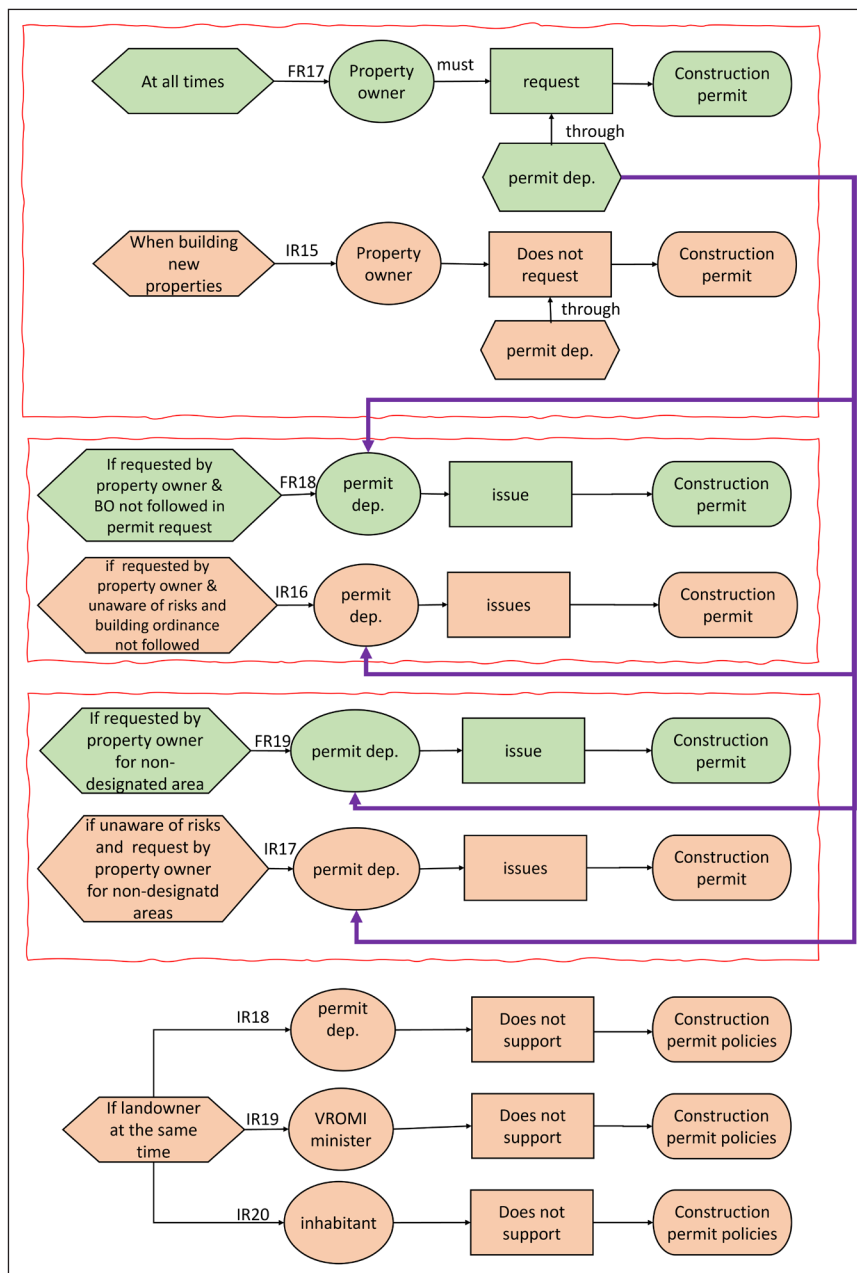 At all times
FR17
Property
owner
must
request
Construction
permit
through
permit dep.
When building
new
properties
IR15
Property
owner
Does not
request
Construction
permit
through
permit dep.
If requested by
property owner &
BO not followed in
permit request
FR18
permit
dep.
issue
Construction
permit
if requested by
property owner &
unaware of risks and
building ordinance
not followed
IR16
permit
dep.
issues
Construction
permit
If requested by
property owner
for non-
designated area
FR19
permit dep.
issue
Construction
permit
if unaware of risks
and request by
property owner
for non-designatd
areas
IR17
permit dep.
issues
Construction
permit
If landowner
at the same
time
IR18
permit
dep.
Does not
support
Construction
permit policies
IR19
VROMI
minister
Does not
support
Construction
permit policies
IR20
inhabitant
Does not
support
Construction
permit policies